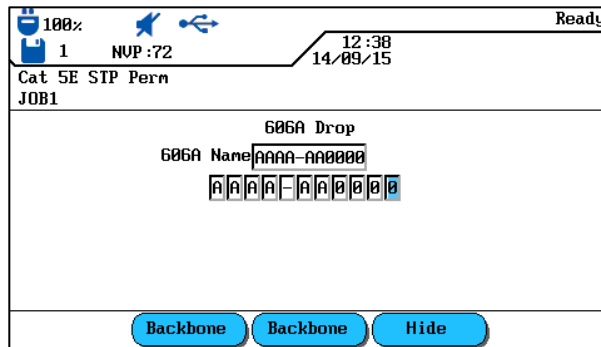 100% Ready
1 NVP:72 12:38
14/09/15
Cat 5E STP Perm
JOB1
606A Drop
606A Name AAAA-AA0000
AAAA-AA0000
Backbone Backbone Hide